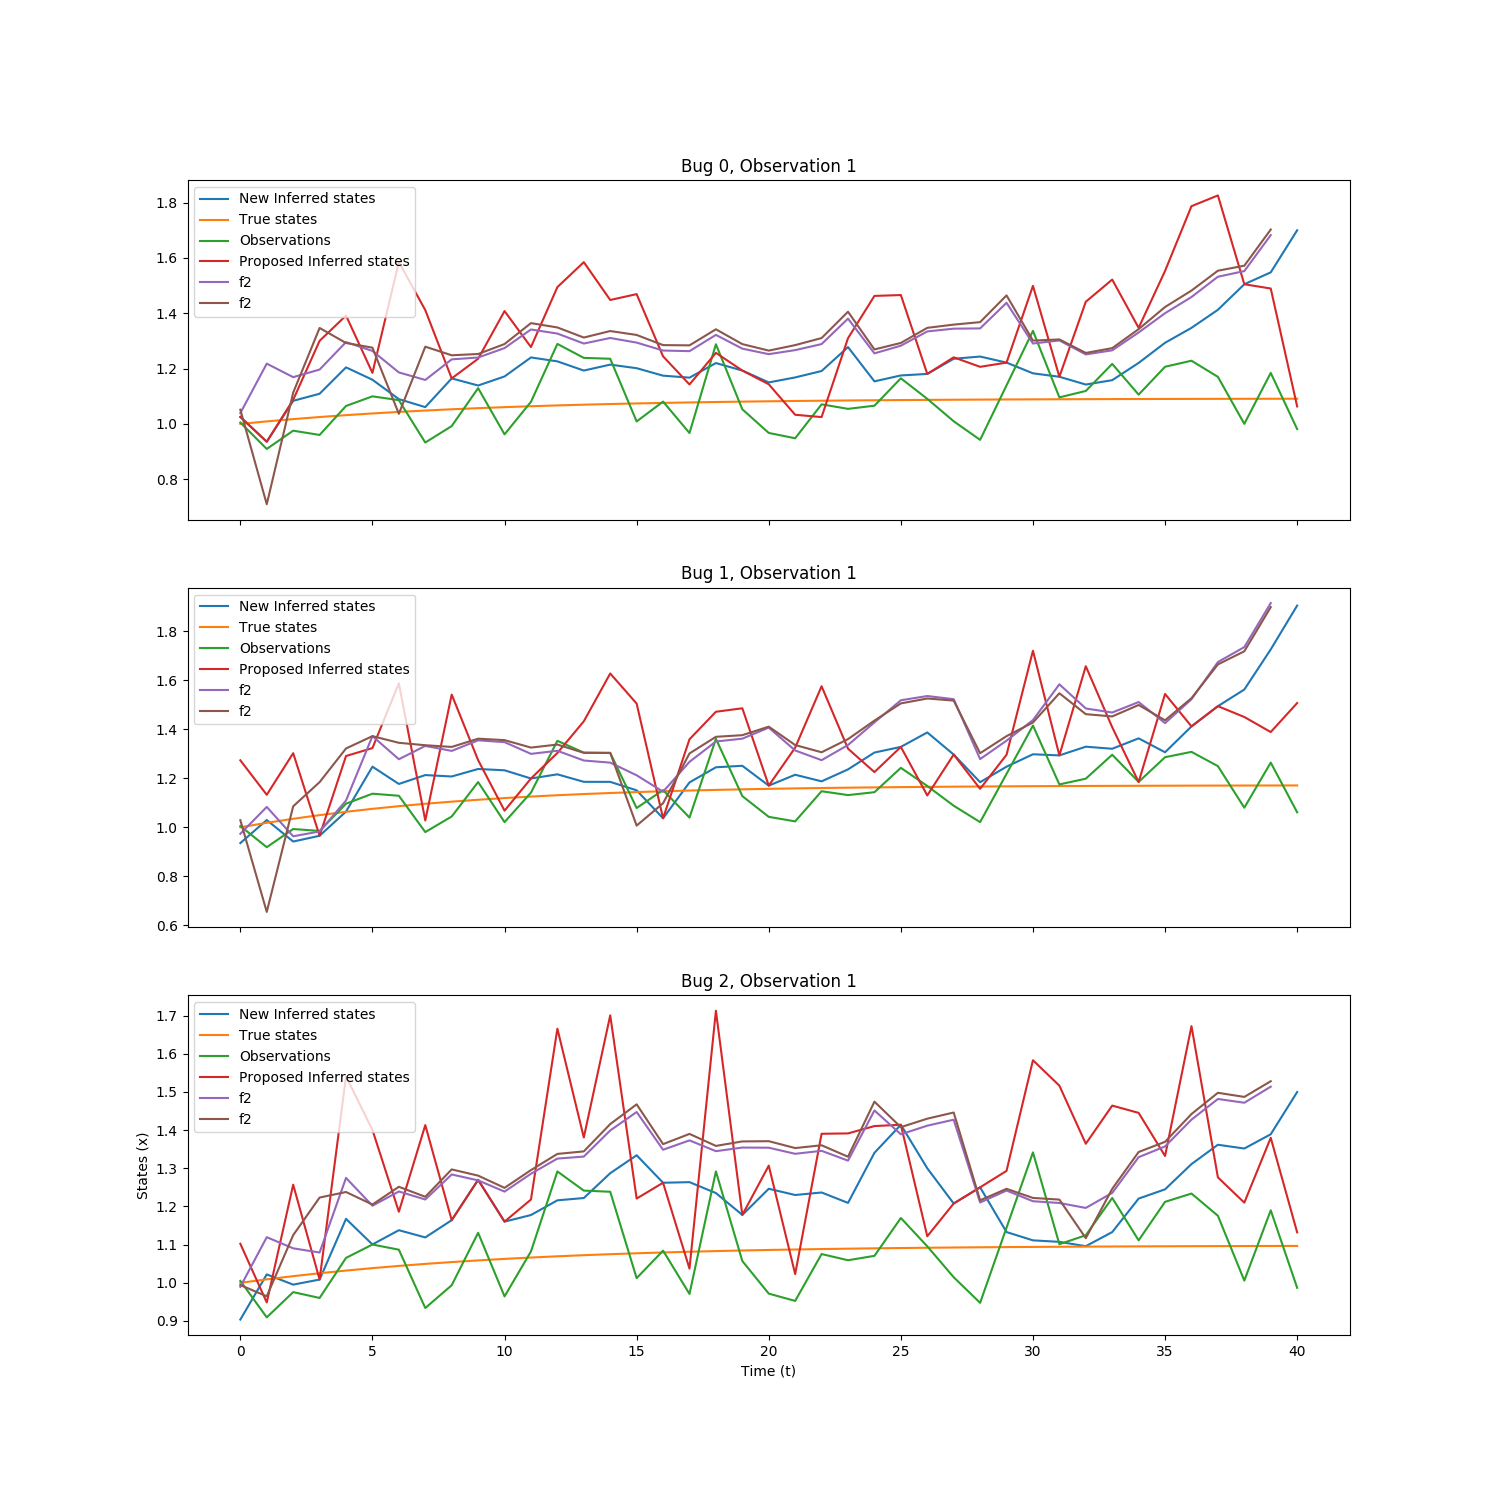 Bug 0, Observation 1
New Inferred states
True states
Observations
Proposed Inferred states
f2
f2
1.8
1.6
1.4
1.2
1.0
0.8
Bug 1, Observation 1
New Inferred states
True states
Observations
Proposed Inferred states
f2
f2
1.8
1.6
1.4
1.2
1.0
0.8
0.6
Bug 2, Observation 1
New Inferred states
True states
Observations
Proposed Inferred states
f2
f2
1.7
1.6
1.5
1.4
1.3
1.2
1.1
1.0
0.9
States (x)
0 5 10 15 20 25 30 35 40
Time (t)